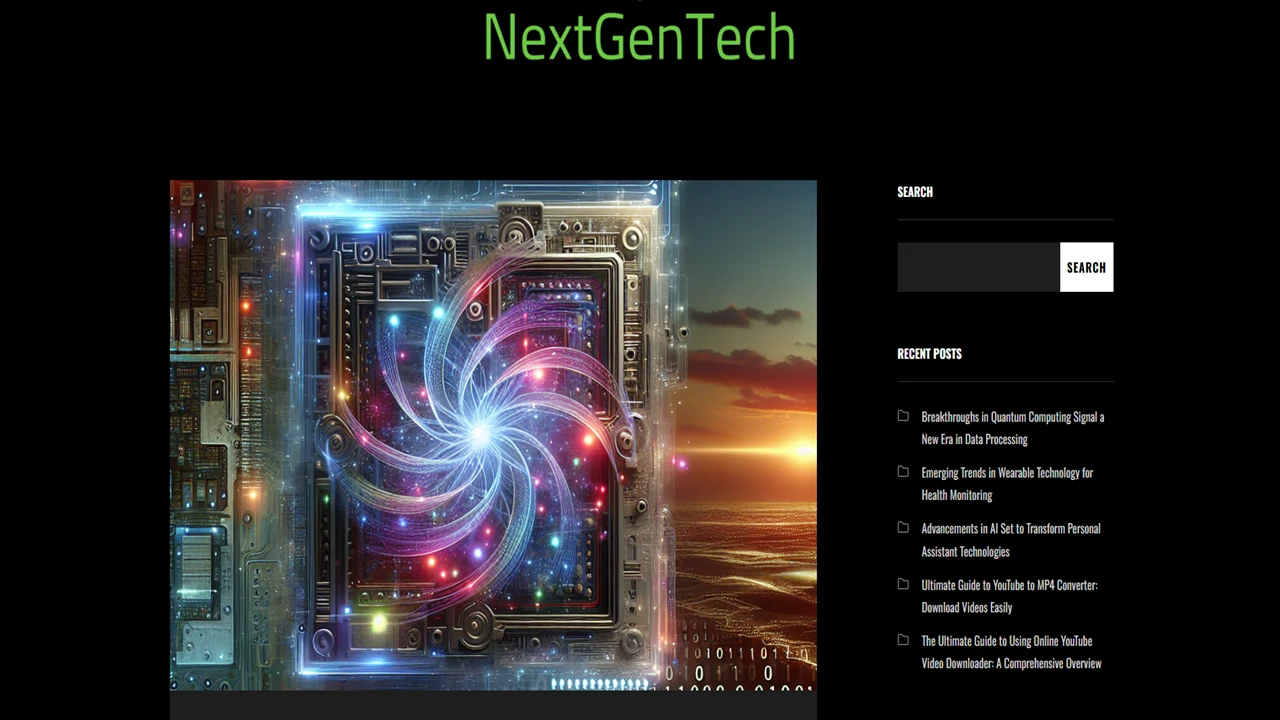 NextGenTech
SEARCH
SEARCH
RECENT POSTS
Breakthroughs in Quantum Computing Signal a
New Era in Data Processing
Emerging Trends in Wearable Technology for
Health Monitoring
Advancements in AI Set to Transform Personal
Assistant Technologies
Ultimate Guide to YouTube to MP4 Converter:
Download Videos Easily
The Ultimate Guide to Using Online YouTube
Video Downloader: A Comprehensive Overview